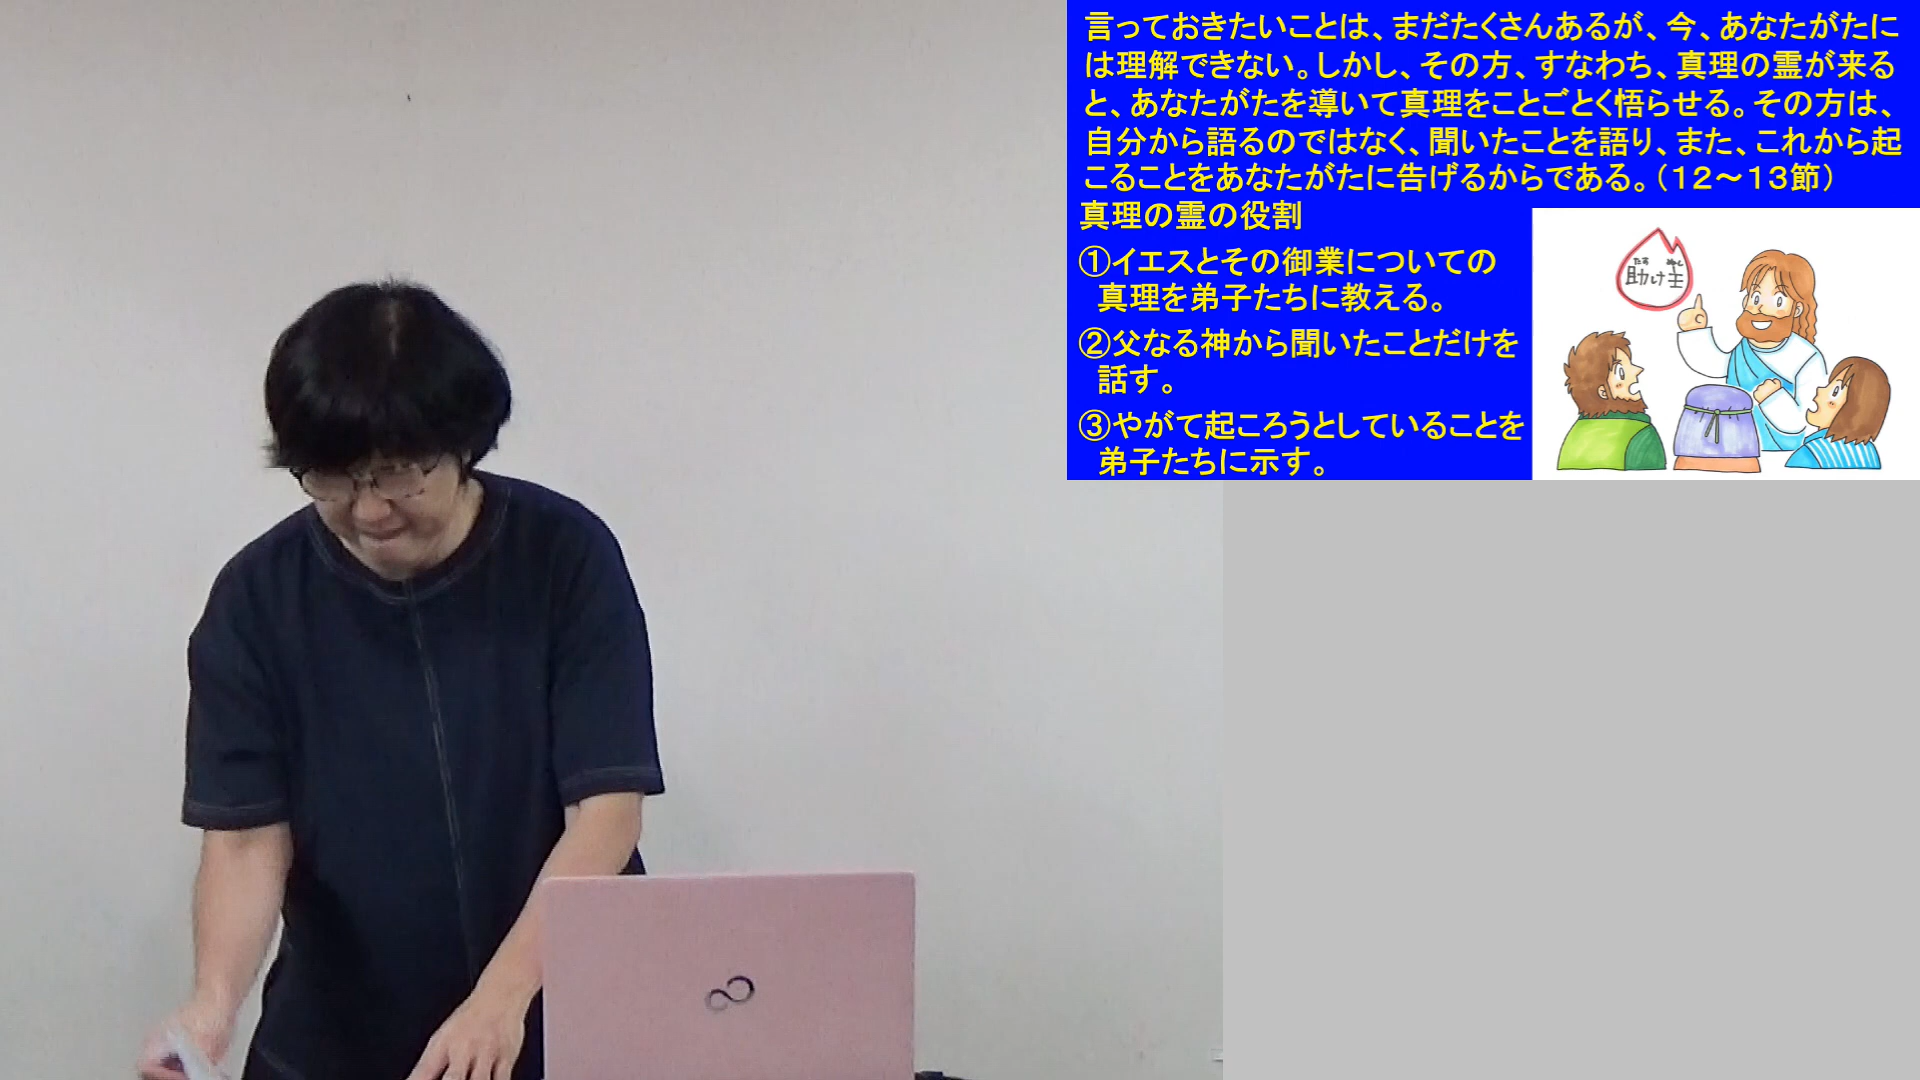 言っておきたいことは、まだたくさんあるが、今、あなたがたに
は理解できない。しかし、その方、すなわち、真理の霊が来る
と、あなたがたを導いて真理をことごとく悟らせる。その方は、
自分から語るのではなく、聞いたことを語り、また、これから起
こることをあなたがたに告げるからである。(12～13節)
真理の霊の役割
①イエスとその御業についての
真理を弟子たちに教える。
②父なる神から聞いたことだけを
話す。
③やがて起ころうとしていることを
弟子たちに示す。
たす ぬし
助け主